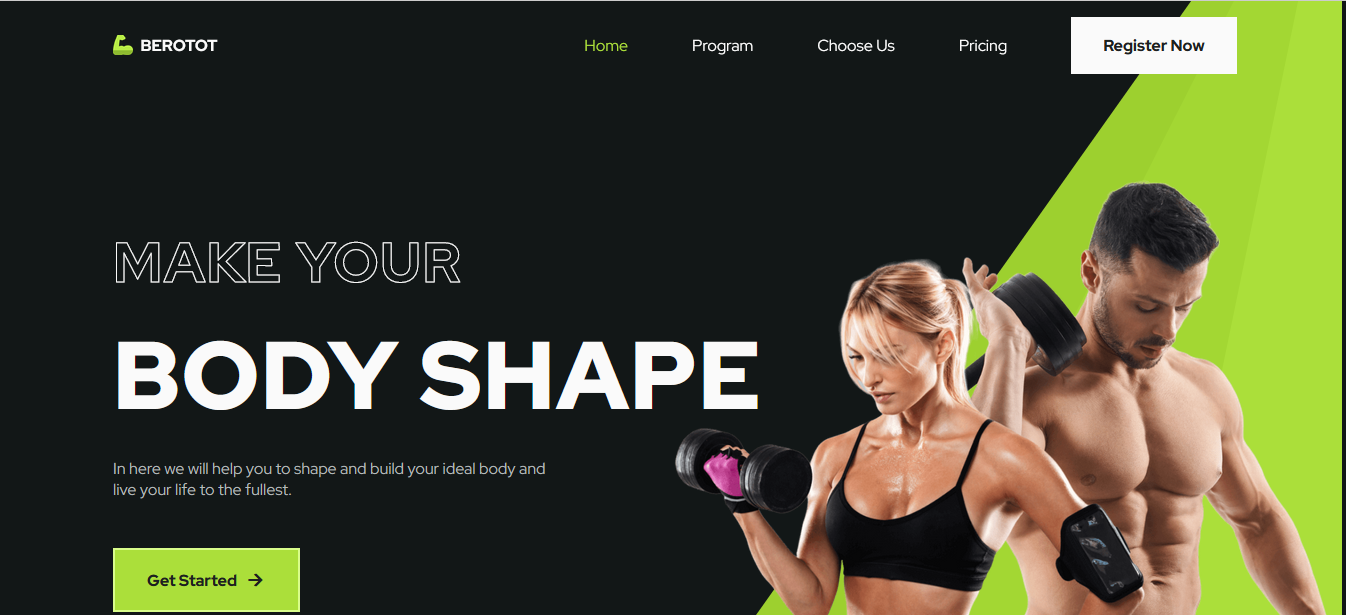 BEROTOT
Home Program Choose Us Pricing Register Now
MAKE YOUR
BODY SHAPE
In here we will help you to shape and build your ideal body and
live your life to the fullest.
Get Started